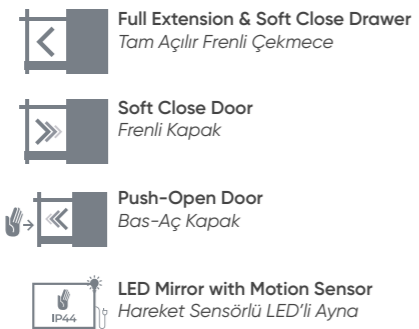 Full Extension & Soft Close Drawer
Tam Açılır Frenli Çekmece
Soft Close Door
Frenli Kapak
Push-Open Door
Bas-Aç Kapak
LED Mirror with Motion Sensor
IP44
Hareket Sensörlü LED'li Ayna